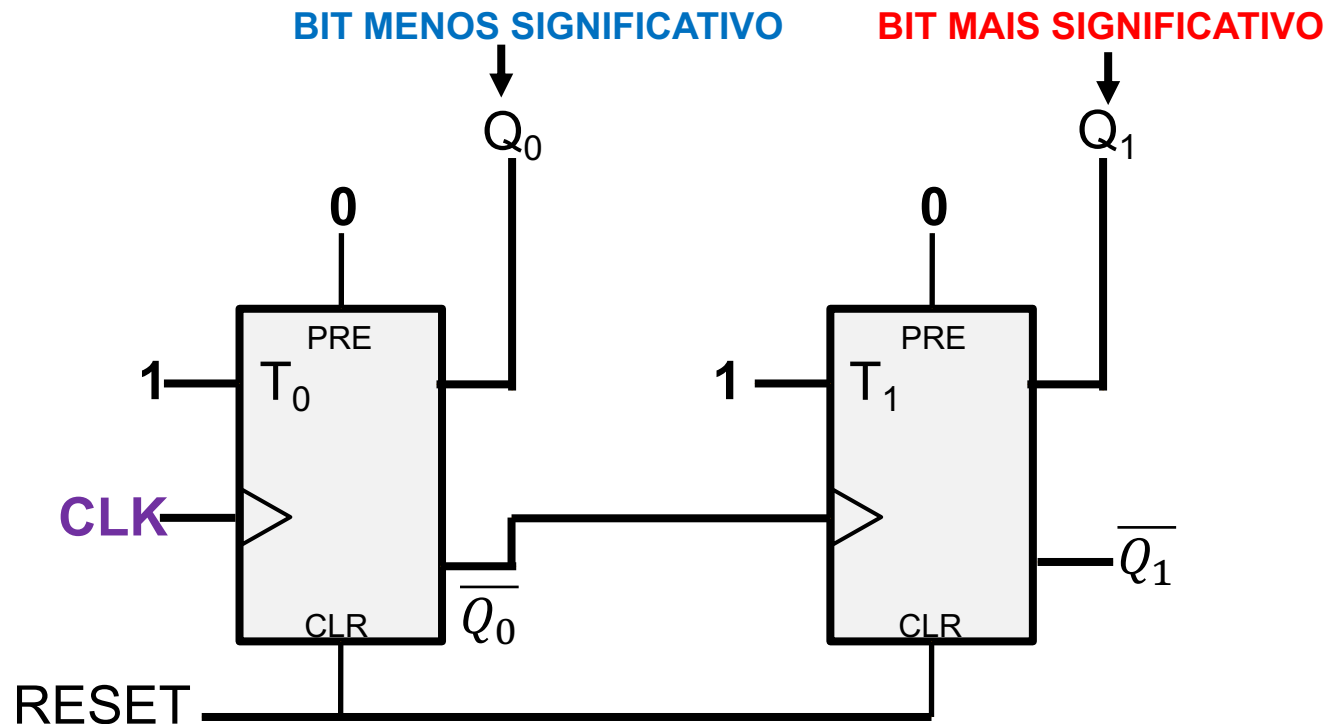 BIT MENOS SIGNIFICATIVO
BIT MAIS SIGNIFICATIVO
Q₀
Q₁
0
0
PRE
PRE
1
T₀
1
T₁
CLK
Q̅₀
Q̅₁
CLR
CLR
RESET